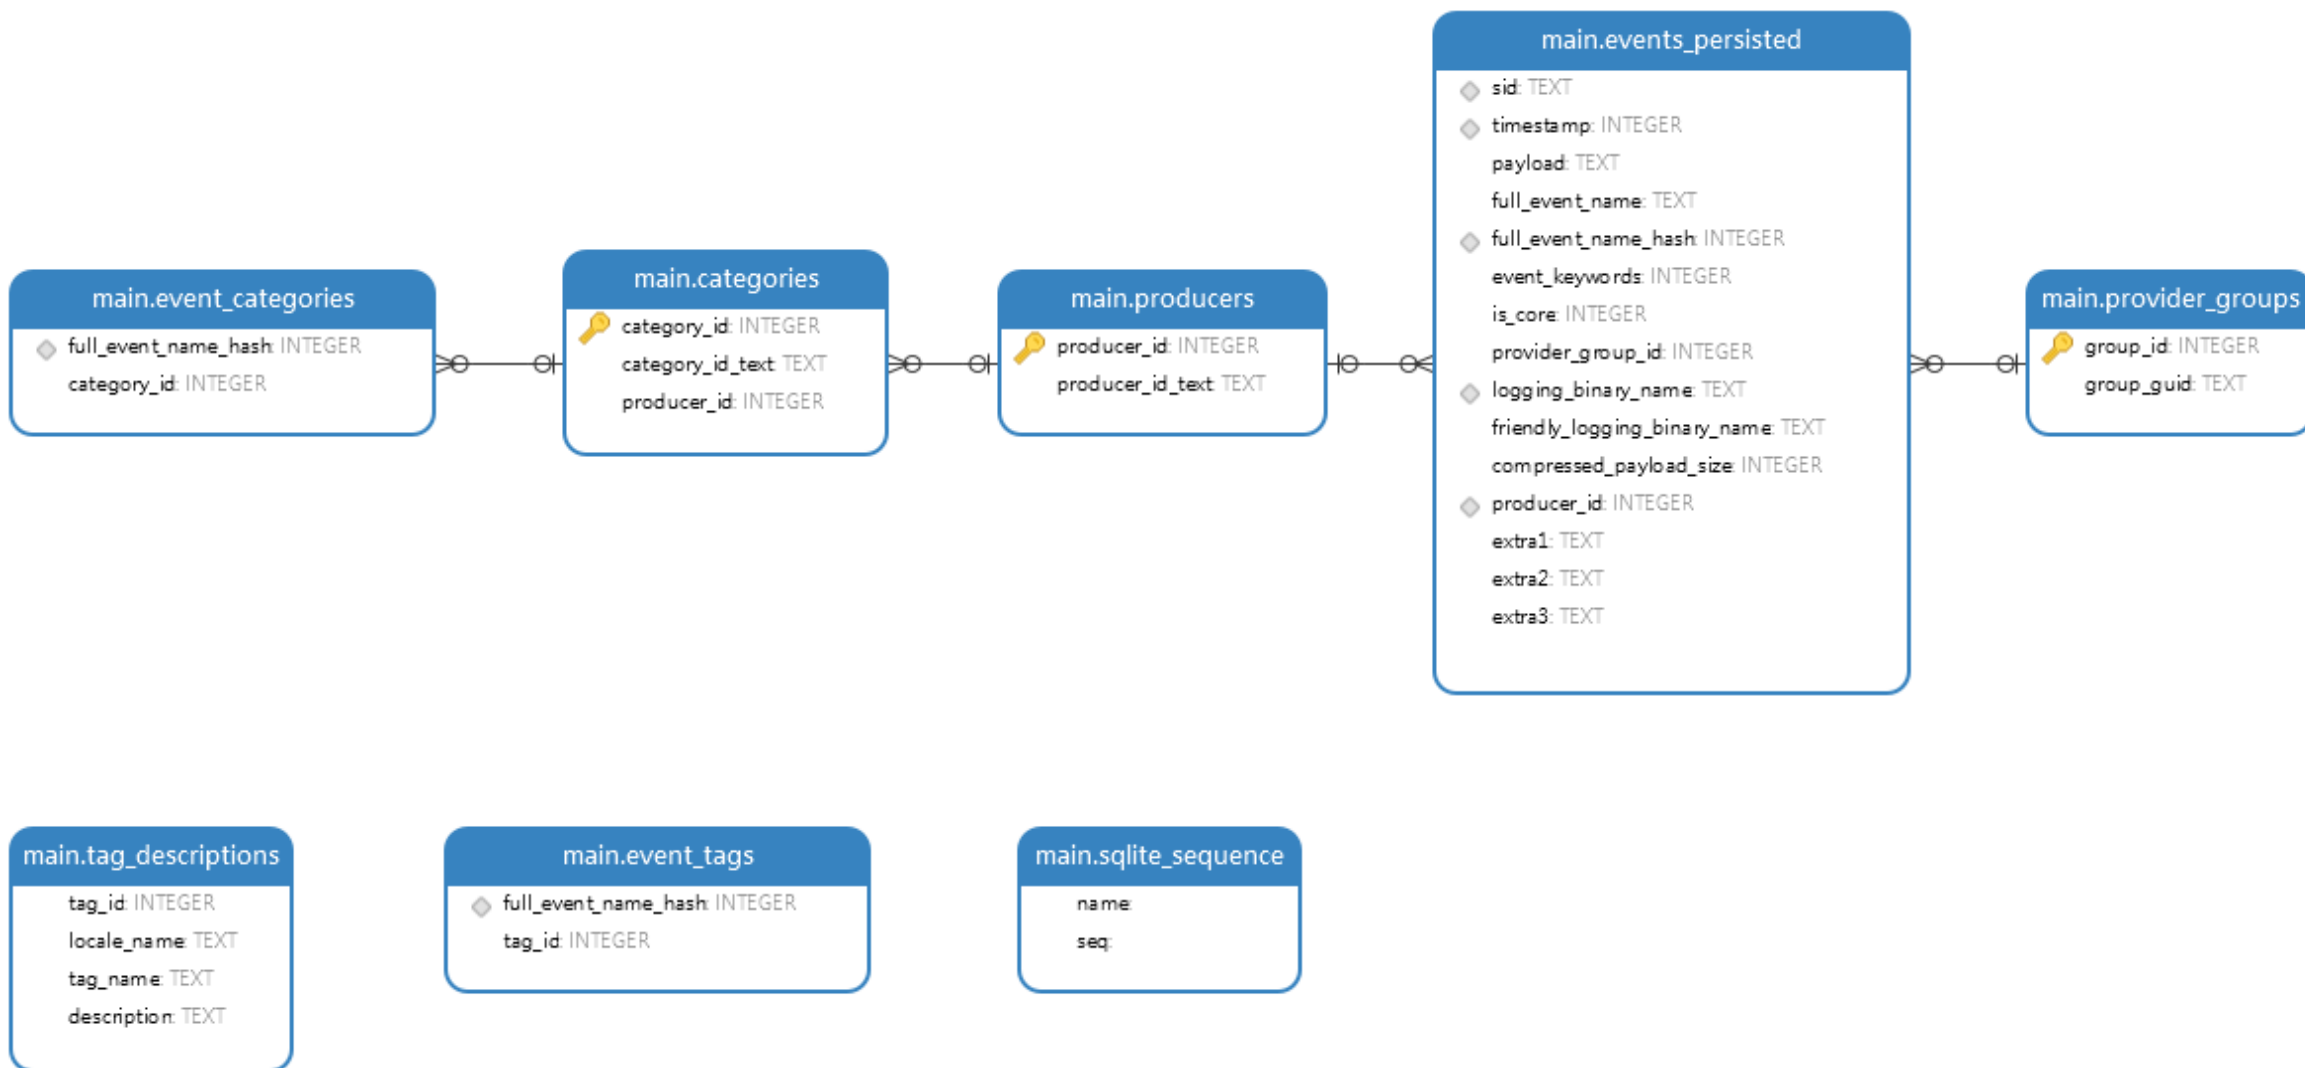 main.events_persisted
sid: TEXT
timestamp: INTEGER
payload: TEXT
full_event_name: TEXT
full_event_name_hash: INTEGER
event_keywords: INTEGER
is_core: INTEGER
provider_group_id: INTEGER
logging_binary_name: TEXT
friendly_logging_binary_name: TEXT
compressed_payload_size: INTEGER
producer_id: INTEGER
extra1: TEXT
extra2: TEXT
extra3: TEXT
main.event_categories
full_event_name_hash: INTEGER
category_id: INTEGER
main.categories
category_id: INTEGER
category_id_text: TEXT
producer_id: INTEGER
main.producers
producer_id: INTEGER
producer_id_text: TEXT
main.provider_groups
group_id: INTEGER
group_guid: TEXT
main.tag_descriptions
tag_id: INTEGER
locale_name: TEXT
tag_name: TEXT
description: TEXT
main.event_tags
full_event_name_hash: INTEGER
tag_id: INTEGER
main.sqlite_sequence
name:
seq: